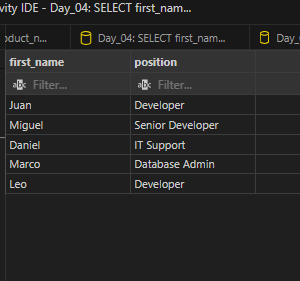 vity IDE - Day_04: SELECT first_nam...
oduct_n... Day_04: SELECT first_nam... Day_0
first_name position
Filter... Filter...
Juan Developer
Miguel Senior Developer
Daniel IT Support
Marco Database Admin
Leo Developer